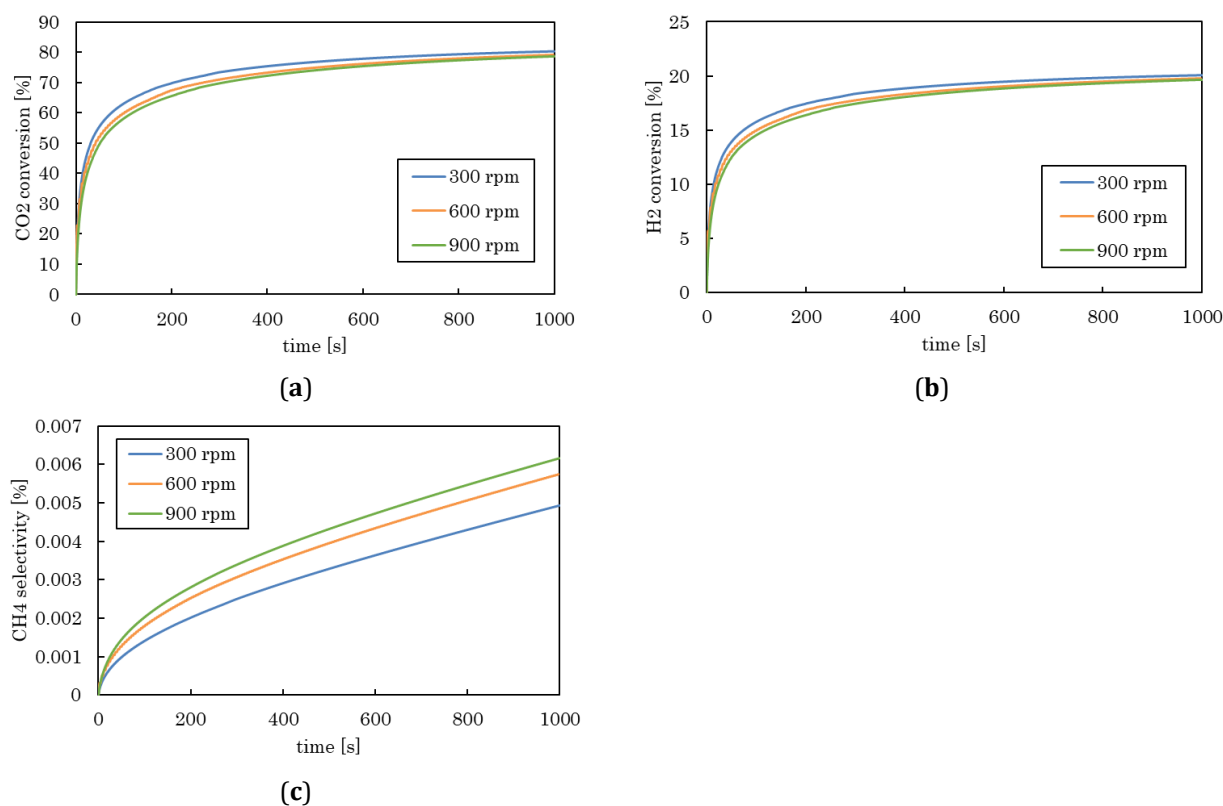 90
80
70
60
50
40
30
20
10
0
CO2 conversion [%]
300 rpm
600 rpm
900 rpm
0 200 400 600 800 1000
time [s]
(a)
25
20
15
10
5
0
H2 conversion [%]
300 rpm
600 rpm
900 rpm
0 200 400 600 800 1000
time [s]
(b)
0.007
0.006
0.005
0.004
0.003
0.002
0.001
0
CH4 selectivity [%]
300 rpm
600 rpm
900 rpm
0 200 400 600 800 1000
time [s]
(c)